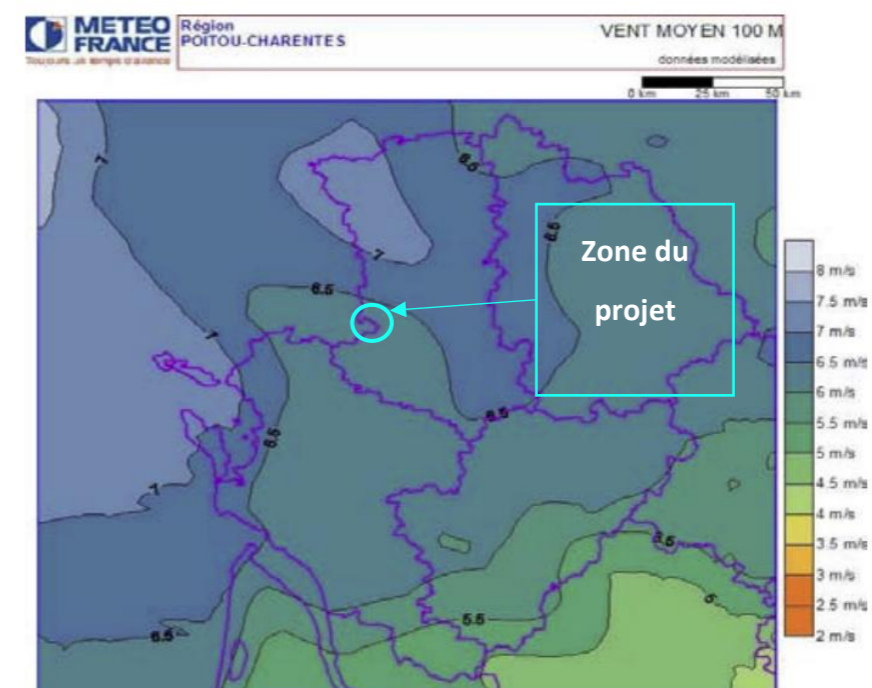 METEO
FRANCE
Toujours un temps d'avance
Région
POITOU-CHARENTES
VENT MOYEN 100 M
données modélisées
0 km 25 km 50 km
7
6.5
7
6.5
6.5
7
6.5
6.5
7
6.5
5.5
5.5
5
6.5
Zone du
projet
8 m/s
7.5 m/s
7 m/s
6.5 m/s
6 m/s
5.5 m/s
5 m/s
4.5 m/s
4 m/s
3.5 m/s
3 m/s
2.5 m/s
2 m/s